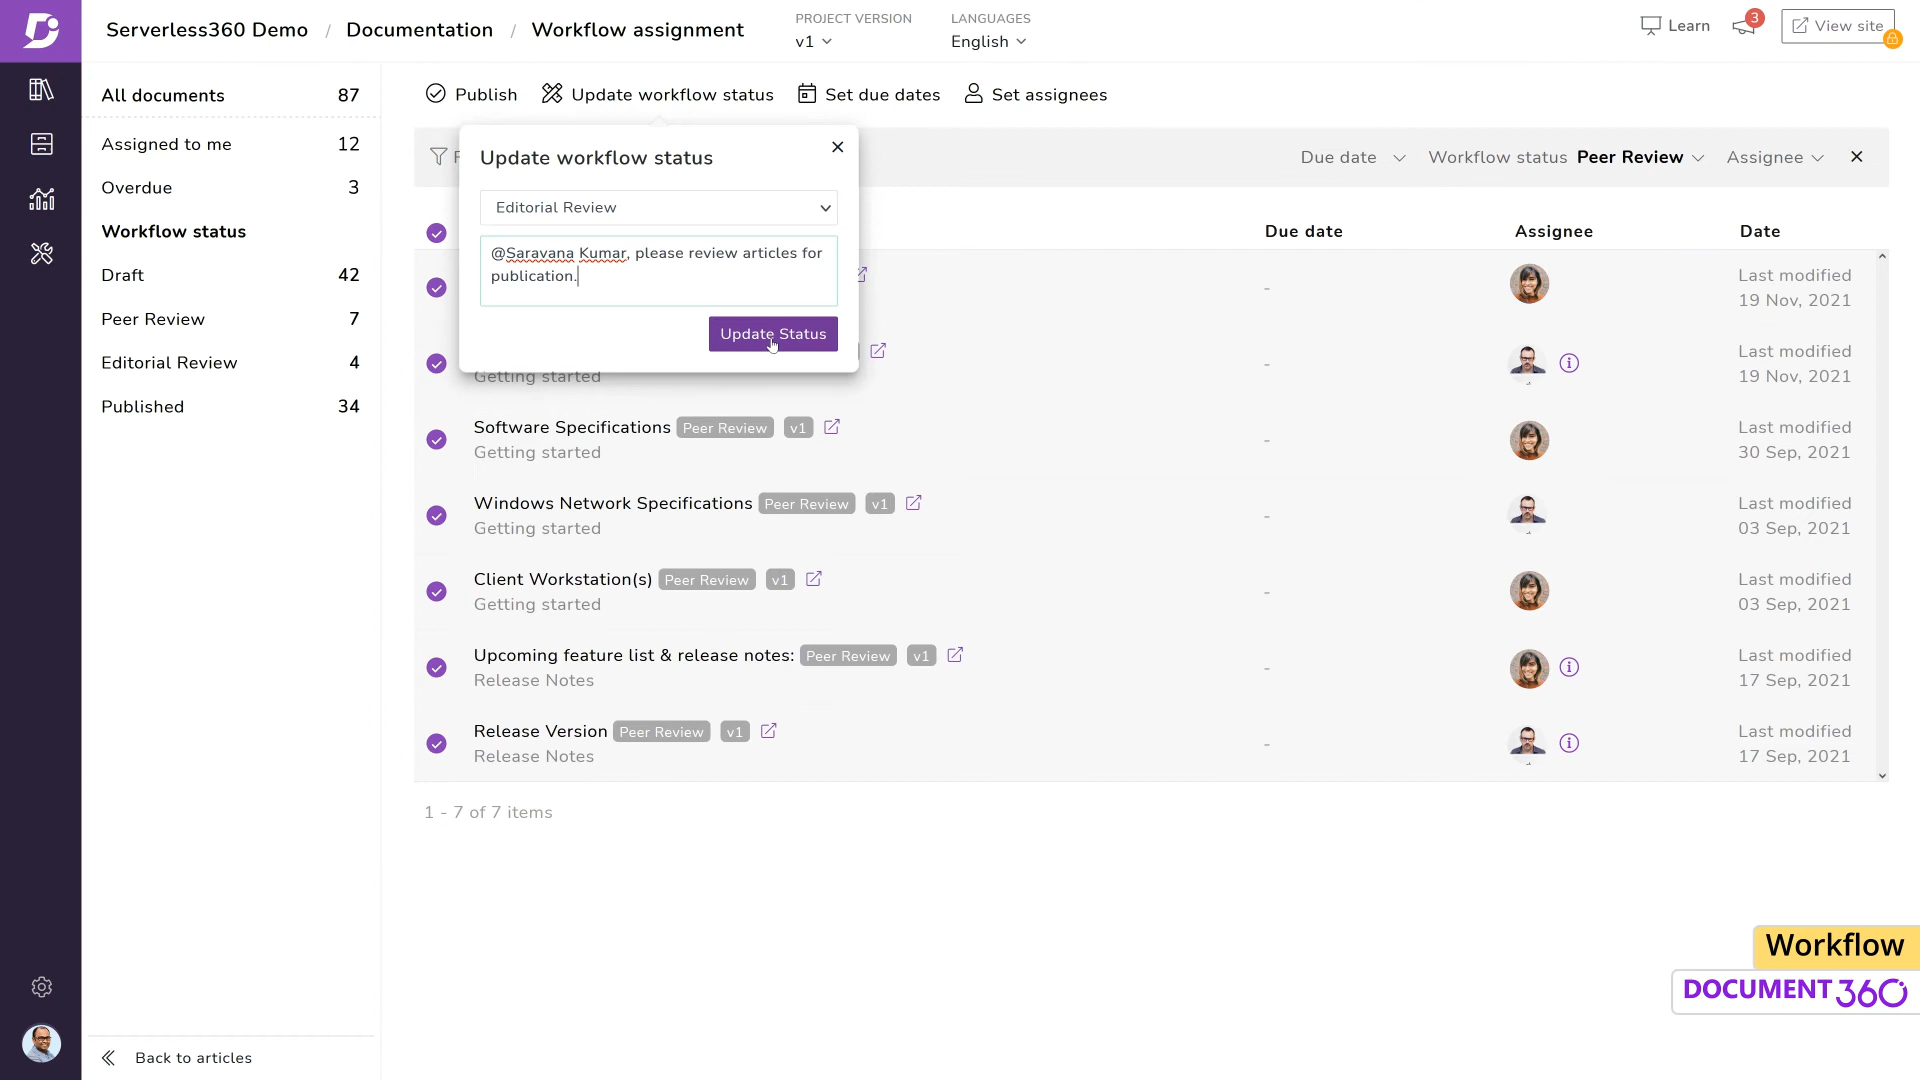 Serverless360 Demo / Documentation / Workflow assignment
PROJECT VERSION
v1
LANGUAGES
English
Learn
3
View site
All documents 87
Assigned to me 12
Overdue 3
Workflow status
Draft 42
Peer Review 7
Editorial Review 4
Published 34
Back to articles
Publish
Update workflow status
Set due dates
Set assignees
Due date
Workflow status Peer Review
Assignee
Update workflow status
Editorial Review
@Saravana Kumar, please review articles for
publication.
Update Status
Due date Assignee Date
- Last modified
19 Nov, 2021
Getting started
- Last modified
19 Nov, 2021
Software Specifications Peer Review v1
Getting started
- Last modified
30 Sep, 2021
Windows Network Specifications Peer Review v1
Getting started
- Last modified
03 Sep, 2021
Client Workstation(s) Peer Review v1
Getting started
- Last modified
03 Sep, 2021
Upcoming feature list & release notes: Peer Review v1
Release Notes
- Last modified
17 Sep, 2021
Release Version Peer Review v1
Release Notes
- Last modified
17 Sep, 2021
1 - 7 of 7 items
Workflow
DOCUMENT360